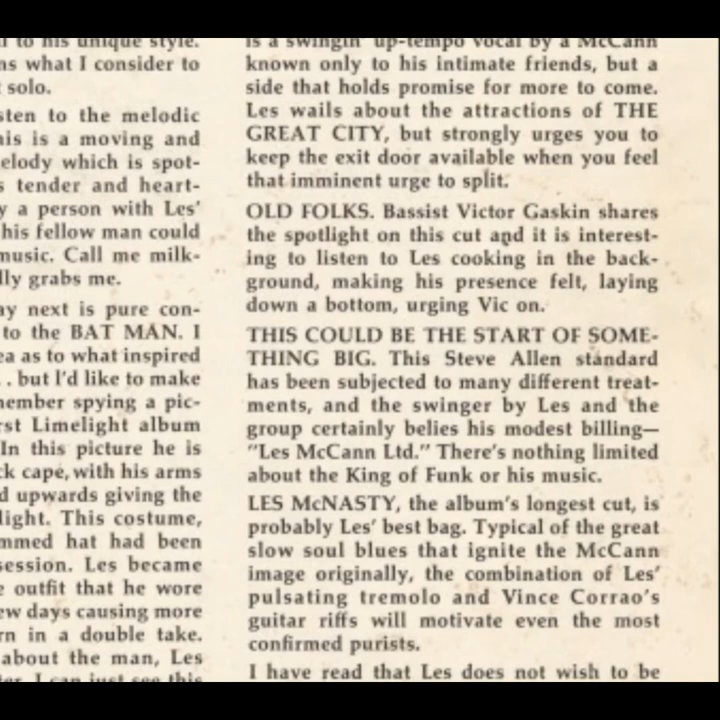 to his unique style.
what I consider to
solo.
sten to the melodic
is a moving and
elody which is spot-
tender and heart-
a person with Les'
his fellow man could
music. Call me milk-
lly grabs me.
ay next is pure con-
to the BAT MAN. I
ea as to what inspired
. . but I'd like to make
member spying a pic-
rst Limelight album
In this picture he is
ck cape, with his arms
d upwards giving the
light. This costume,
mmed hat had been
session. Les became
outfit that he wore
ew days causing more
rn in a double take.
about the man, Les
I can just see this
is a swingin' up-tempo vocal by a McCann
known only to his intimate friends, but a
side that holds promise for more to come.
Les wails about the attractions of THE
GREAT CITY, but strongly urges you to
keep the exit door available when you feel
that imminent urge to split.
OLD FOLKS. Bassist Victor Gaskin shares
the spotlight on this cut and it is interest-
ing to listen to Les cooking in the back-
ground, making his presence felt, laying
down a bottom, urging Vic on.
THIS COULD BE THE START OF SOME-
THING BIG. This Steve Allen standard
has been subjected to many different treat-
ments, and the swinger by Les and the
group certainly belies his modest billing—
"Les McCann Ltd." There's nothing limited
about the King of Funk or his music.
LES McNASTY, the album's longest cut, is
probably Les' best bag. Typical of the great
slow soul blues that ignite the McCann
image originally, the combination of Les'
pulsating tremolo and Vince Corrao's
guitar riffs will motivate even the most
confirmed purists.
I have read that Les does not wish to be